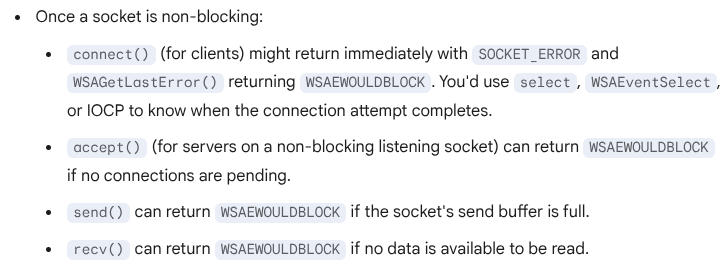 • Once a socket is non-blocking:
• connect() (for clients) might return immediately with SOCKET_ERROR and
WSAGetLastError() returning WSAEWOULDBLOCK. You'd use select, WSAEventSelect,
or IOCP to know when the connection attempt completes.
• accept() (for servers on a non-blocking listening socket) can return WSAEWOULDBLOCK
if no connections are pending.
• send() can return WSAEWOULDBLOCK if the socket's send buffer is full.
• recv() can return WSAEWOULDBLOCK if no data is available to be read.